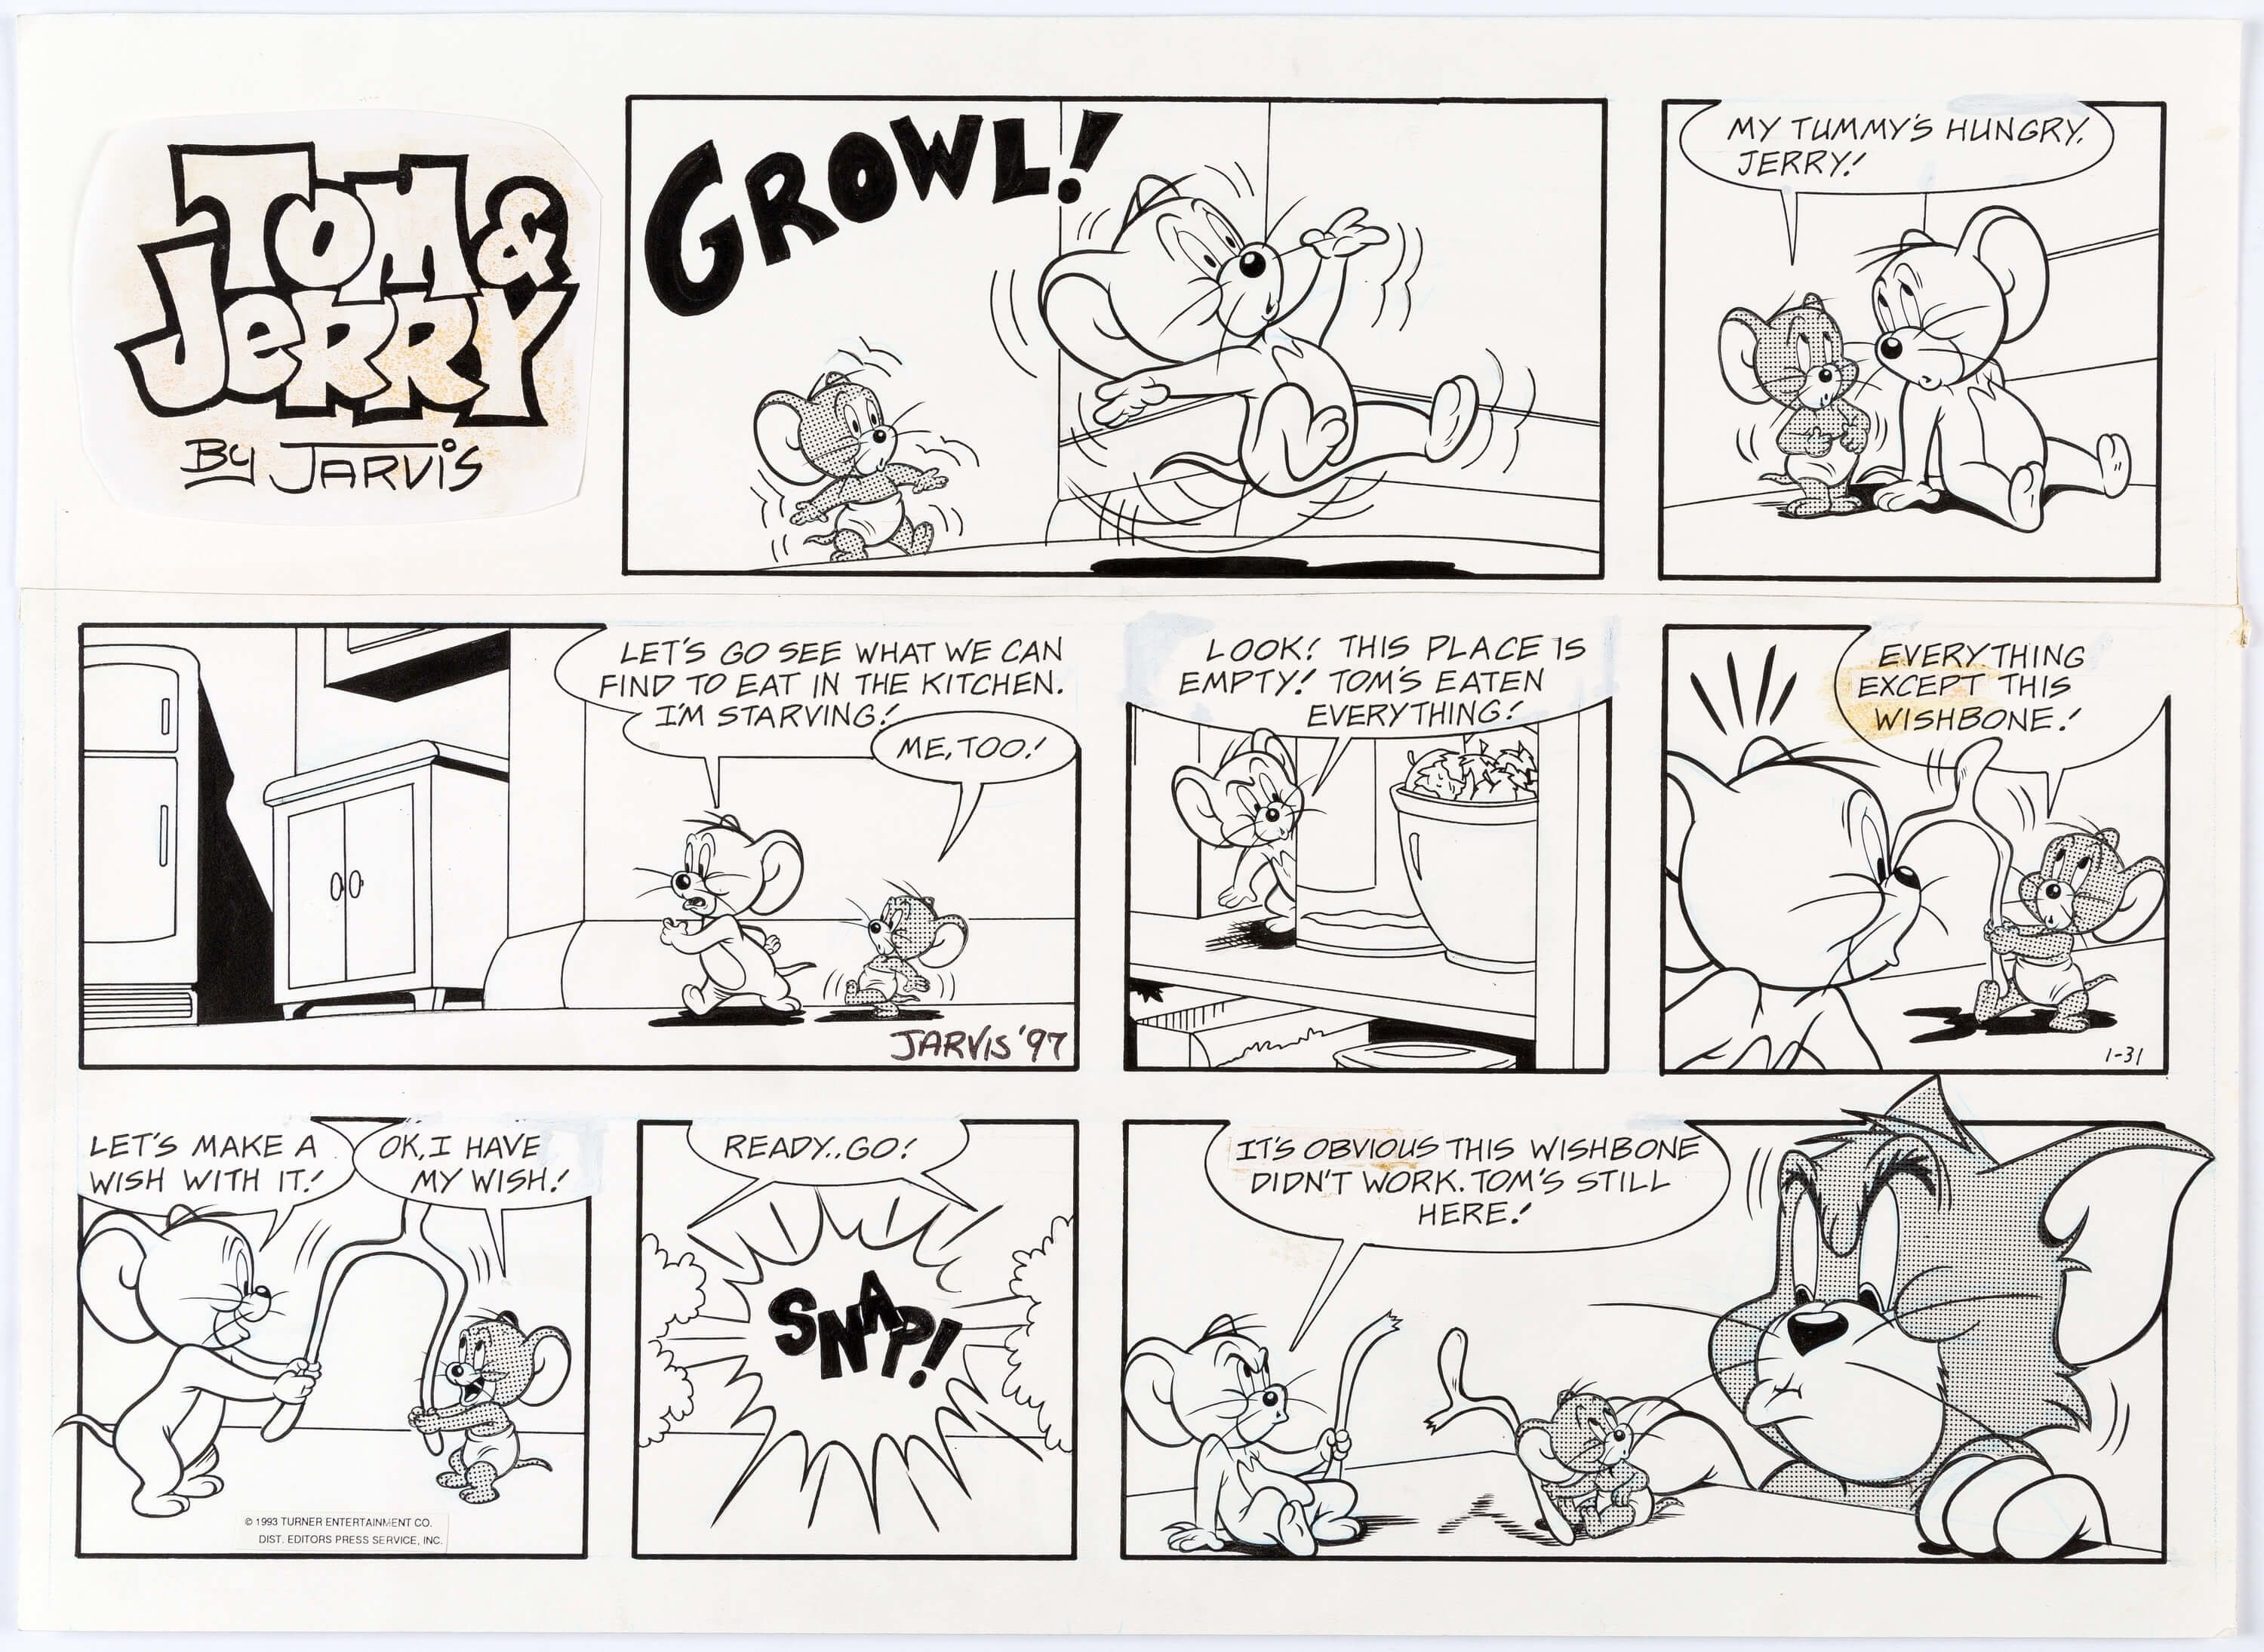 TOM &
JERRY
BY JARVIS
GROWL!
MY TUMMY'S HUNGRY,
JERRY!
LET'S GO SEE WHAT WE CAN
FIND TO EAT IN THE KITCHEN.
I'M STARVING!
ME, TOO!
JARVIS '97
LOOK! THIS PLACE IS
EMPTY! TOM'S EATEN
EVERYTHING!
EVERYTHING
EXCEPT THIS
WISHBONE!
1-31
LET'S MAKE A
WISH WITH IT!
OK, I HAVE
MY WISH!
© 1993 TURNER ENTERTAINMENT CO.
DIST. EDITORS PRESS SERVICE, INC.
READY..GO!
SNAP!
IT'S OBVIOUS THIS WISHBONE
DIDN'T WORK. TOM'S STILL
HERE!